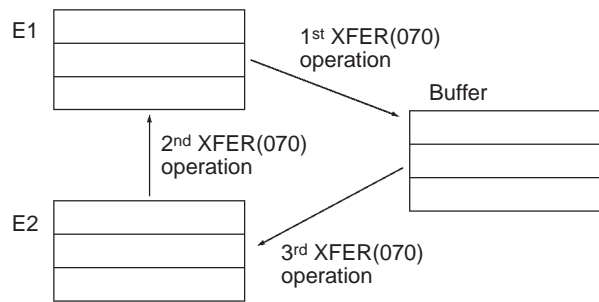 E1
1st XFER(070)
operation
Buffer
2nd XFER(070)
operation
E2
3rd XFER(070)
operation